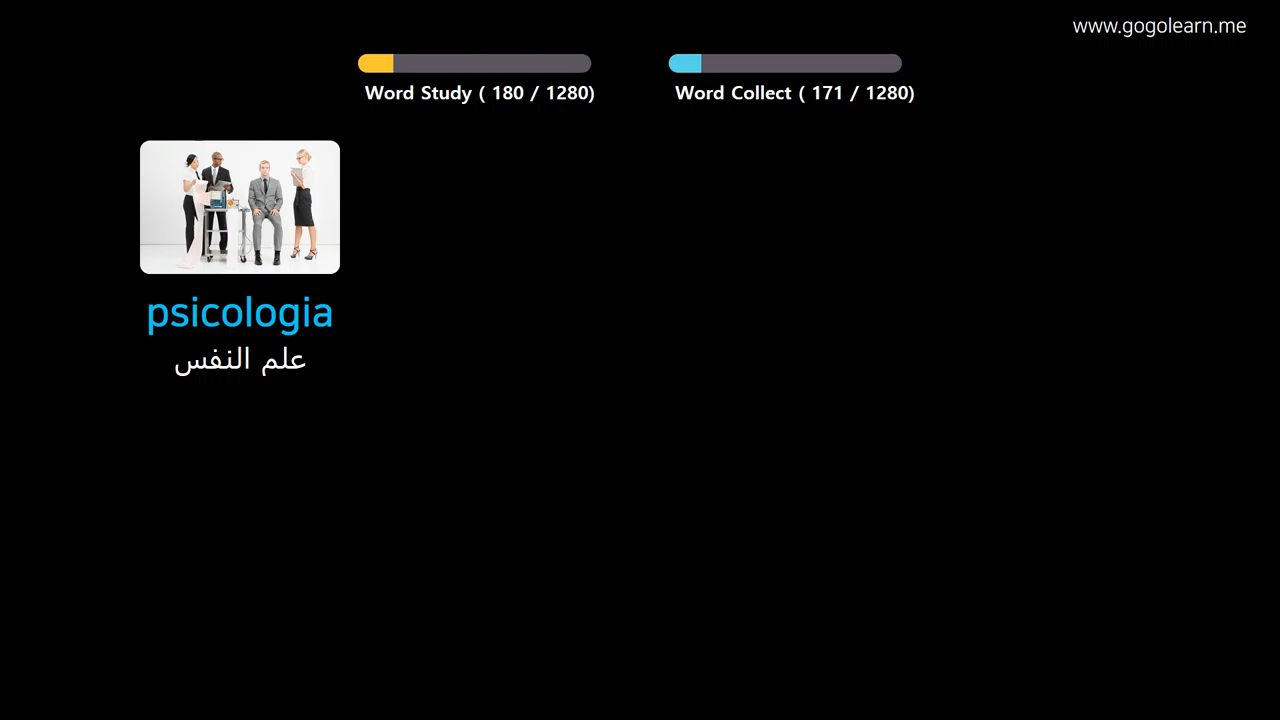 www.gogolearn.me
Word Study ( 180 / 1280)
Word Collect ( 171 / 1280)
psicologia
علم النفس